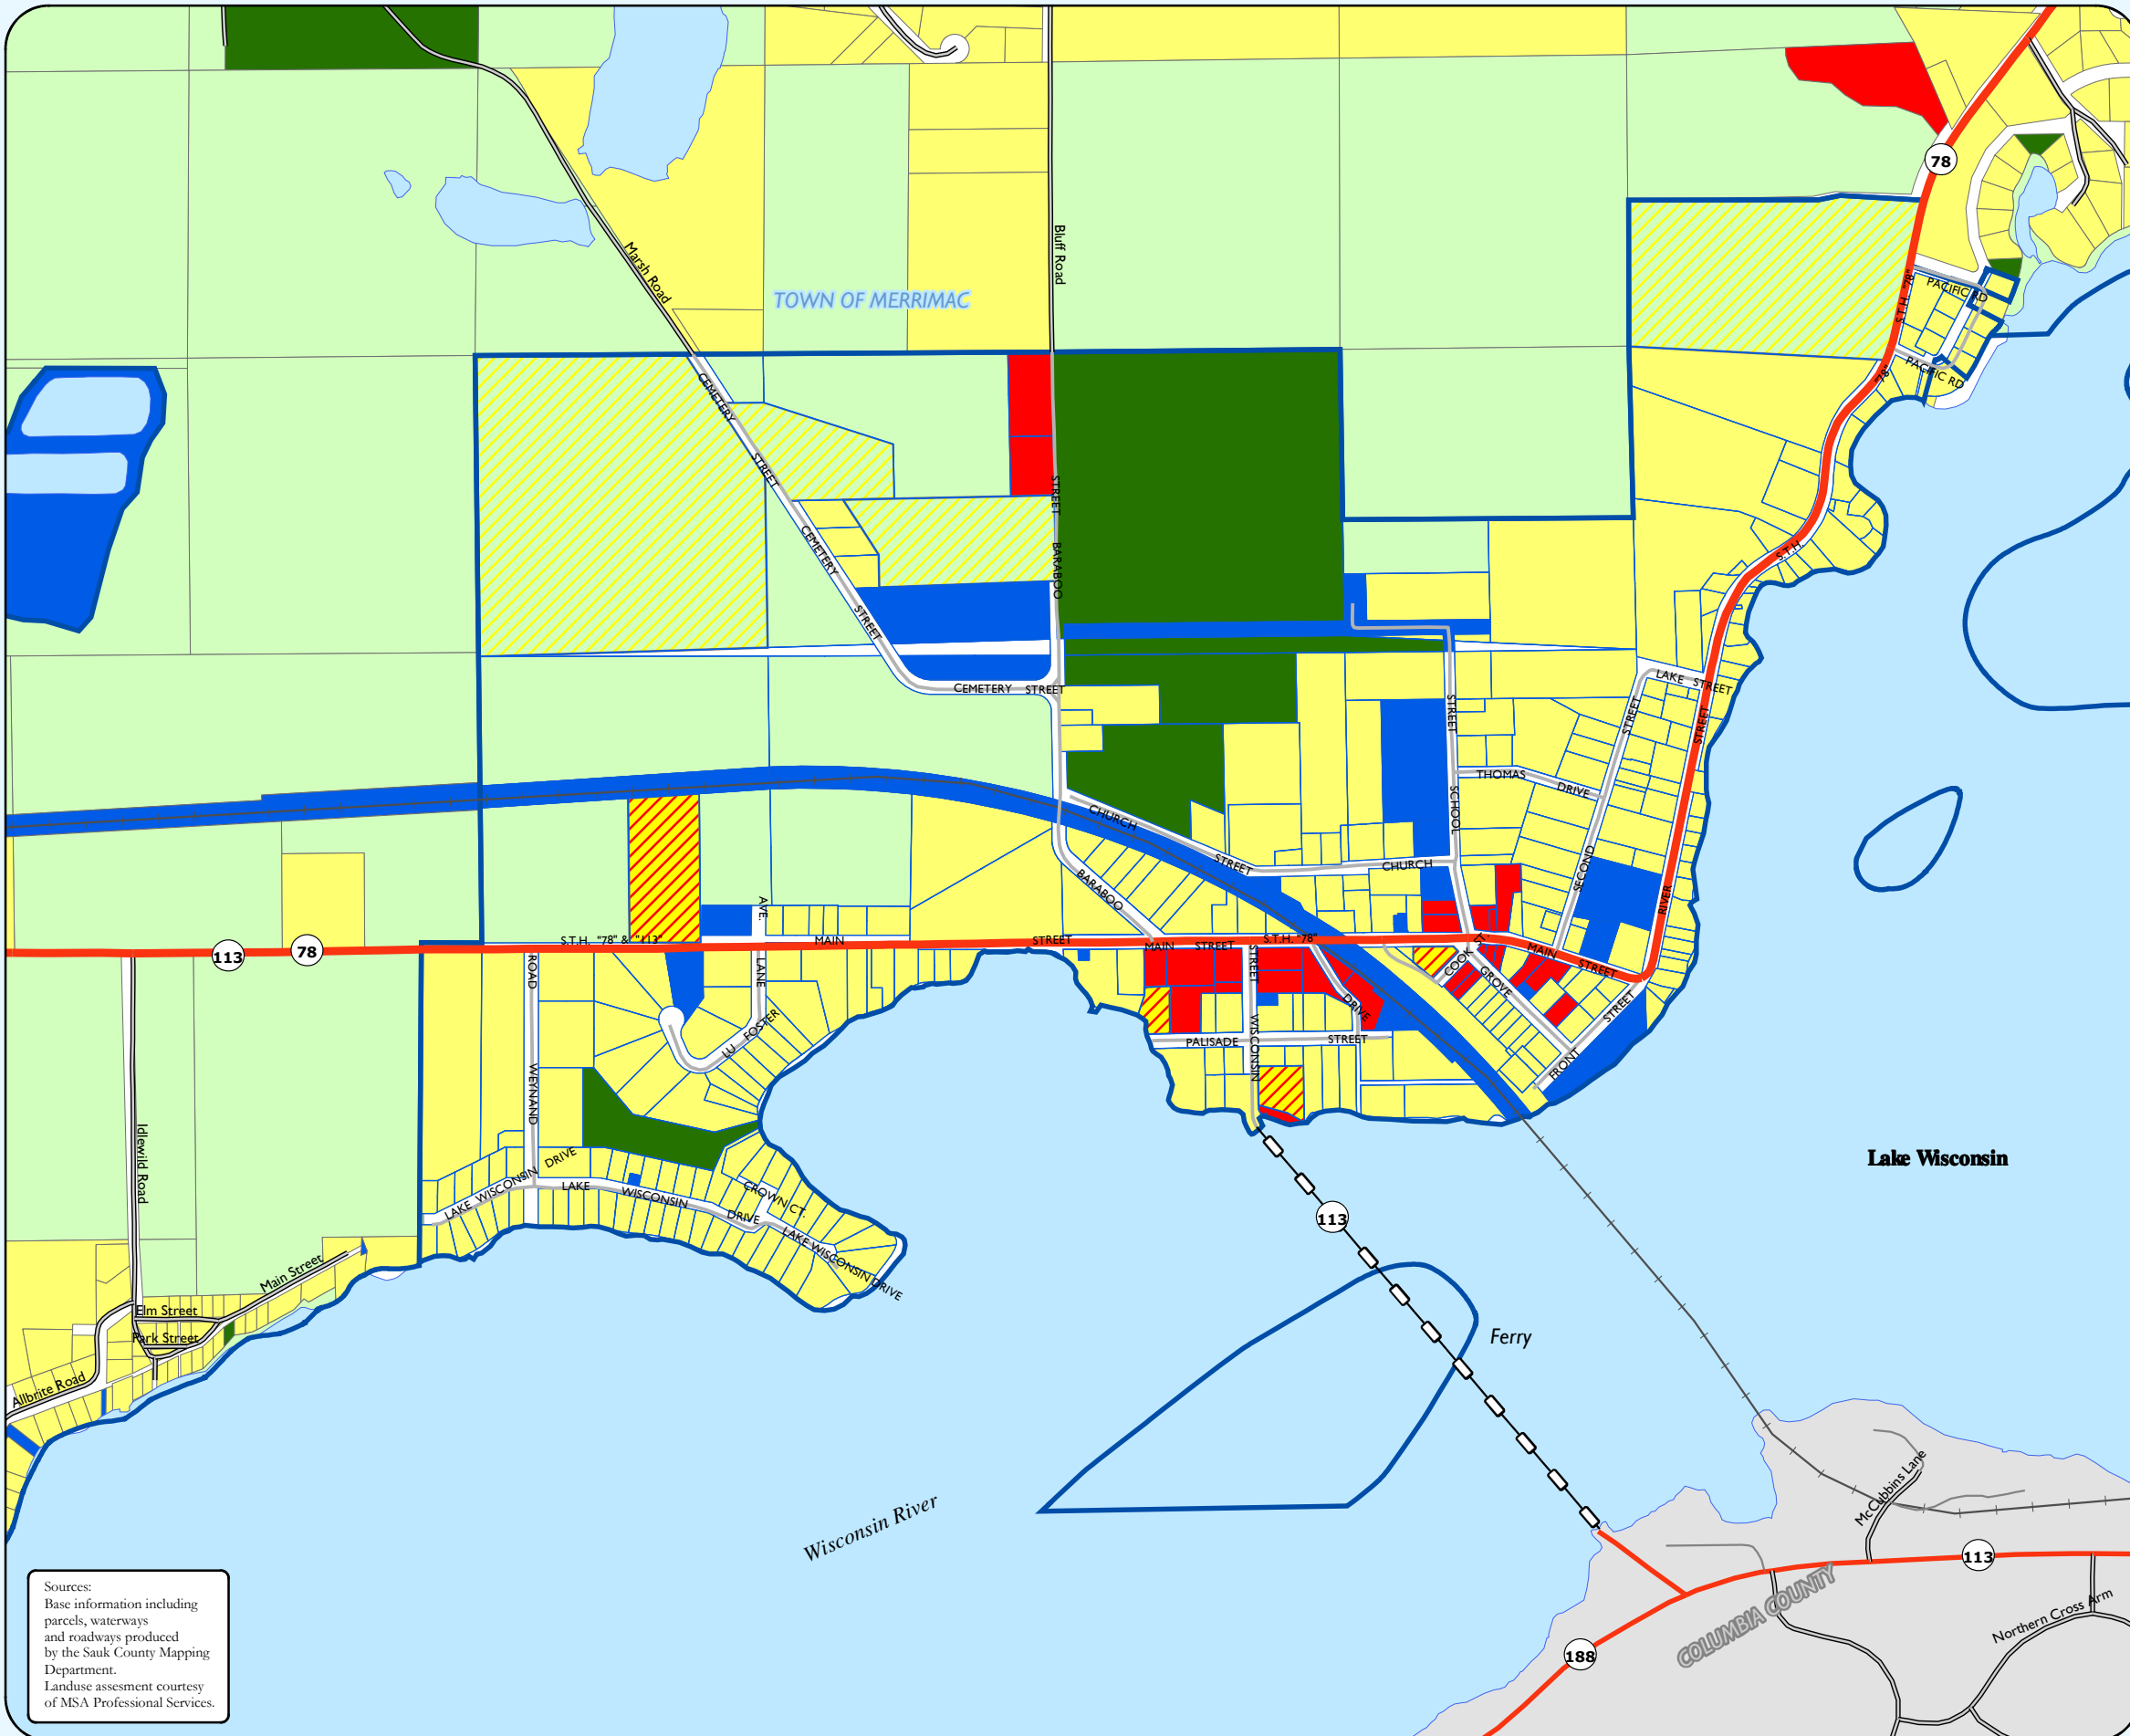 78
Marsh Road
Bluff Road
TOWN OF MERRIMAC
S.T.H. "78"
PACIFIC RD
PACIFIC RD
"78"
CEMETERY
STREET
STREET
CEMETERY
BARABOO
S.T.H.
STREET
CEMETERY STREET
LAKE STREET
STREET
STREET
STREET
THOMAS
DRIVE
CHURCH
SCHOOL
STREET
CHURCH
SECOND
BARABOO
RIVER
AVE.
113
78
S.T.H. "78" & "113"
MAIN
STREET
MAIN STREET
S.T.H. "78"
COOK ST.
MAIN
STREET
ROAD
LANE
STREET
GROVE
DRIVE
STREET
LU FOSTER
WISCONSIN
PALISADE
STREET
FRONT
WEYNAND
Idlewild Road
DRIVE
LAKE WISCONSIN
LAKE
WISCONSIN
DRIVE
CROWN CT.
LAKE WISCONSIN DRIVE
Lake Wisconsin
113
Main Street
Elm Street
Park Street
Allbrite Road
Ferry
Wisconsin River
McCubbins Lane
113
COLUMBIA COUNTY
Northern Cross Arm
188
Sources:
Base information including
parcels, waterways
and roadways produced
by the Sauk County Mapping
Department.
Landuse assesment courtesy
of MSA Professional Services.